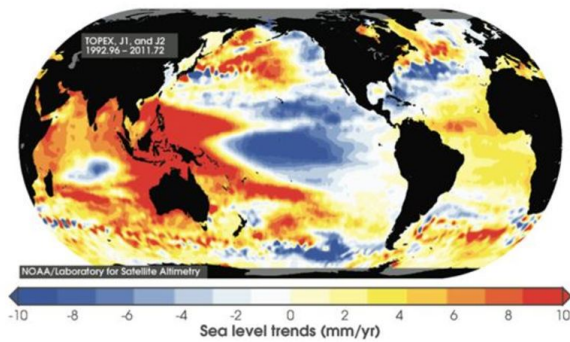 TOPEX, J1, and J2
1992.96 – 2011.72
NOAA/Laboratory for Satellite Altimetry
-10 -8 -6 -4 -2 0 2 4 6 8 10
Sea level trends (mm/yr)